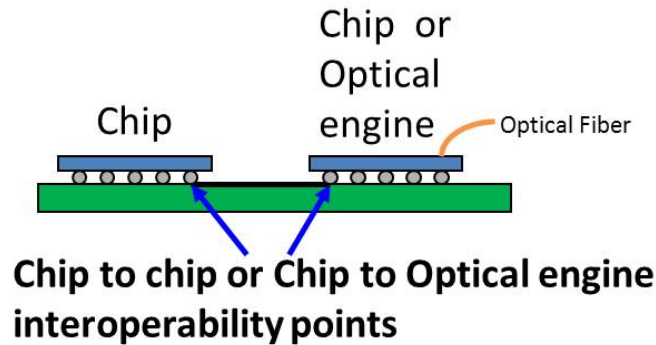 Chip or
Optical
engine
Chip
Optical Fiber
Chip to chip or Chip to Optical engine
interoperability points